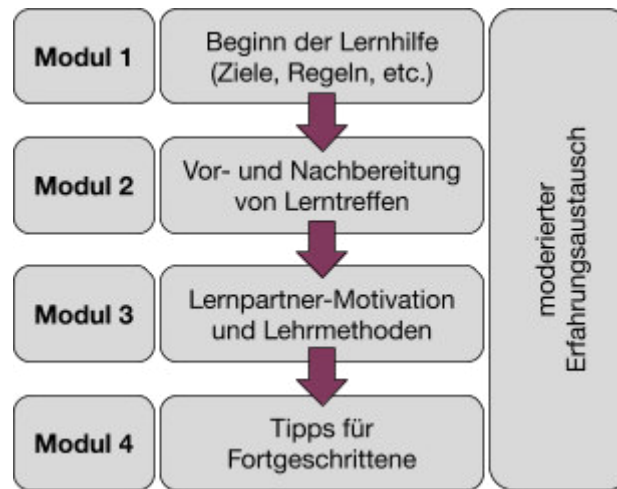 Modul 1
Beginn der Lernhilfe
(Ziele, Regeln, etc.)
Modul 2
Vor- und Nachbereitung
von Lerntreffen
Modul 3
Lernpartner-Motivation
und Lehrmethoden
Modul 4
Tipps für
Fortgeschrittene
moderierter
Erfahrungsaustausch